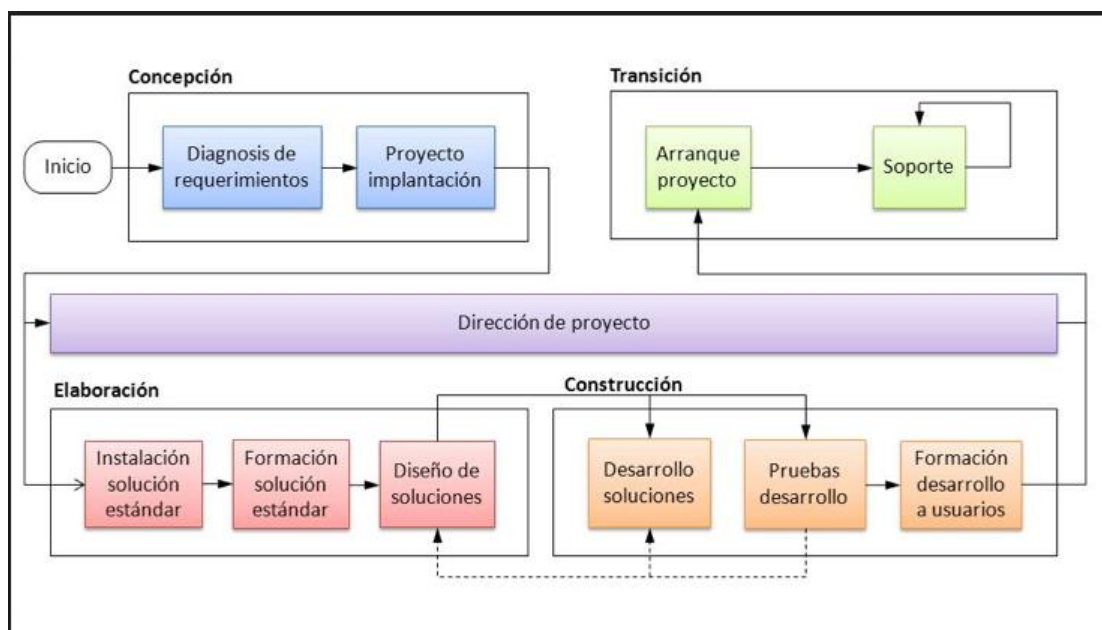 Concepción
Inicio
Diagnosis de
requerimientos
Proyecto
implantación
Transición
Arranque
proyecto
Soporte
Dirección de proyecto
Elaboración
Instalación
solución
estándar
Formación
solución
estándar
Diseño de
soluciones
Construcción
Desarrollo
soluciones
Pruebas
desarrollo
Formación
desarrollo
a usuarios